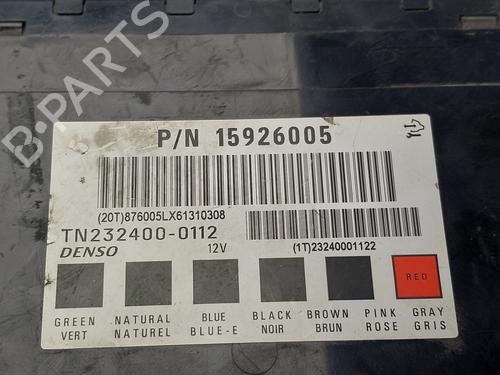 B-PARTS
P/N 15926005
(20T)876005LX61310308
TN232400-0112
DENSO 12V
(1T)23240001122
RED
GREEN NATURAL BLUE BLACK BROWN PINK GRAY
VERT NATUREL BLUE-E NOIR BRUN ROSE GRIS